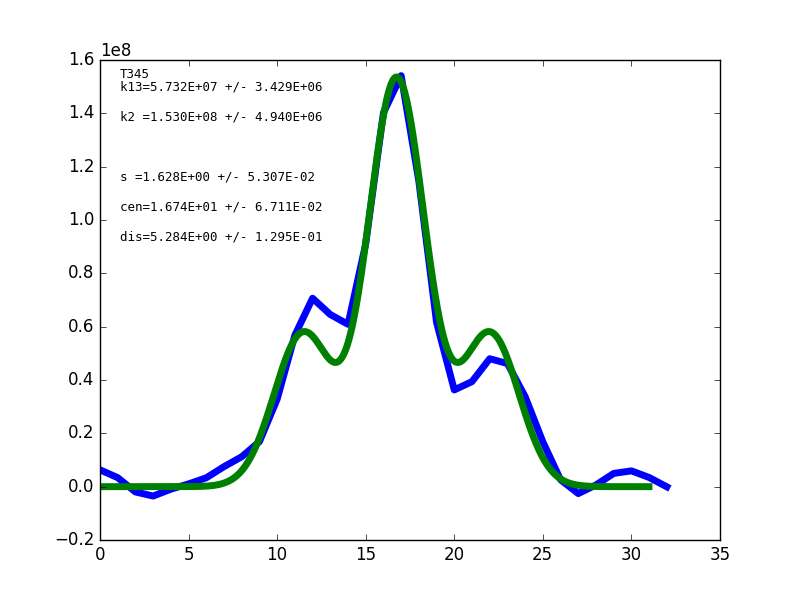 1e8
T345
k13=5.732E+07 +/- 3.429E+06
k2 =1.530E+08 +/- 4.940E+06
s =1.628E+00 +/- 5.307E-02
cen=1.674E+01 +/- 6.711E-02
dis=5.284E+00 +/- 1.295E-01
1.6
1.4
1.2
1.0
0.8
0.6
0.4
0.2
0.0
−0.2
0 5 10 15 20 25 30 35